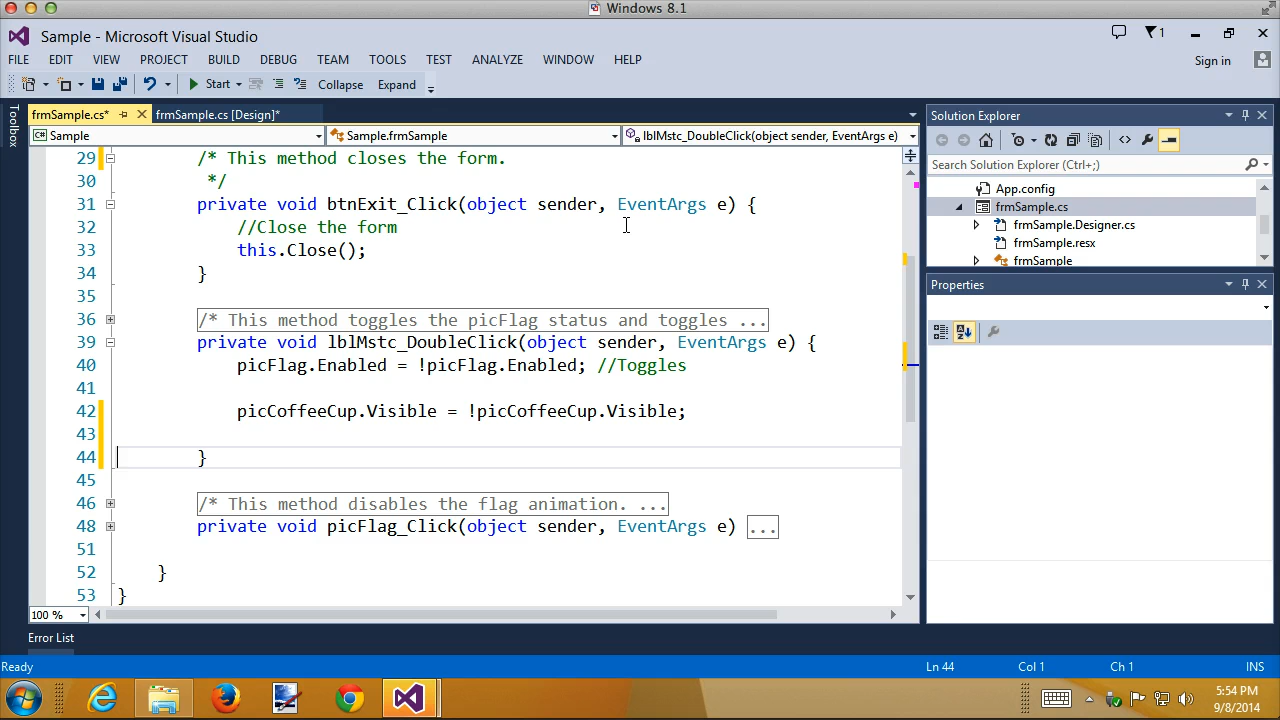 Windows 8.1
Sample - Microsoft Visual Studio
1
FILE EDIT VIEW PROJECT BUILD DEBUG TEAM TOOLS TEST ANALYZE WINDOW HELP
Sign in
Start Collapse Expand
Toolbox
frmSample.cs* frmSample.cs [Design]*
C# Sample Sample.frmSample lblMstc_DoubleClick(object sender, EventArgs e)
29 /* This method closes the form.
30 */
31 private void btnExit_Click(object sender, EventArgs e) {
32 //Close the form
33 this.Close();
34 }
35
36 /* This method toggles the picFlag status and toggles ...
39 private void lblMstc_DoubleClick(object sender, EventArgs e) {
40 picFlag.Enabled = !picFlag.Enabled; //Toggles
41
42 picCoffeeCup.Visible = !picCoffeeCup.Visible;
43
44 }
45
46 /* This method disables the flag animation. ...
48 private void picFlag_Click(object sender, EventArgs e) ...
51
52 }
53 }
100 %
Solution Explorer
Search Solution Explorer (Ctrl+;)
App.config
frmSample.cs
frmSample.Designer.cs
frmSample.resx
frmSample
Properties
Error List
Ready Ln 44 Col 1 Ch 1 INS
5:54 PM
9/8/2014